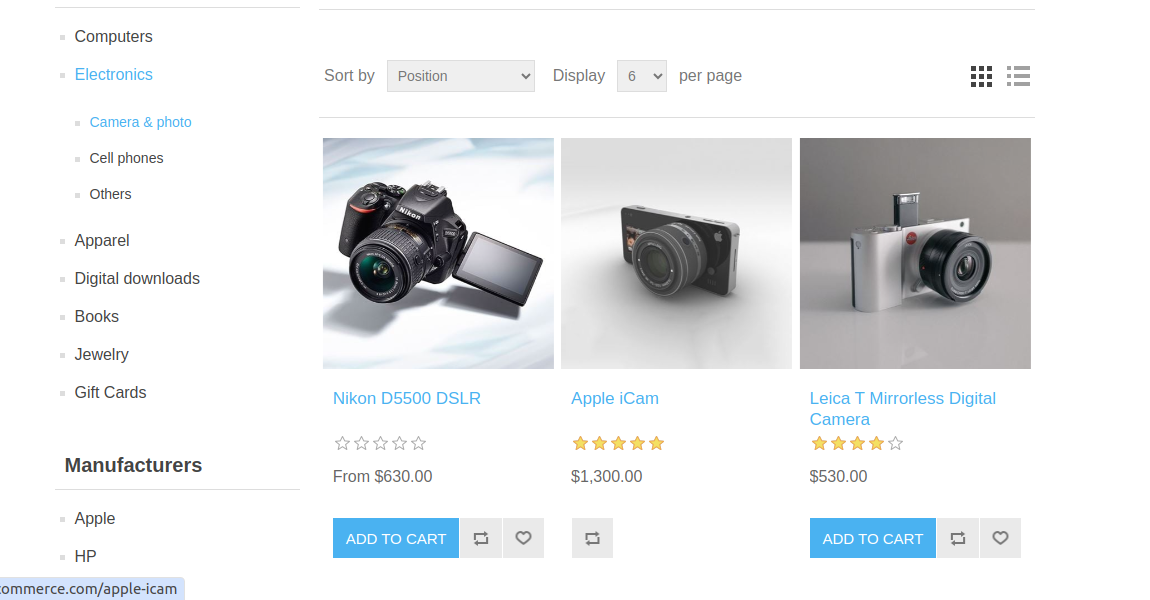 Computers
Electronics
Camera & photo
Cell phones
Others
Apparel
Digital downloads
Books
Jewelry
Gift Cards
Manufacturers
Apple
HP
Sort by Position Display 6 per page
Nikon
Nikon D5500 DSLR
From $630.00
ADD TO CART
Apple iCam
$1,300.00
Leica T Mirrorless Digital
Camera
$530.00
ADD TO CART
commerce.com/apple-icam